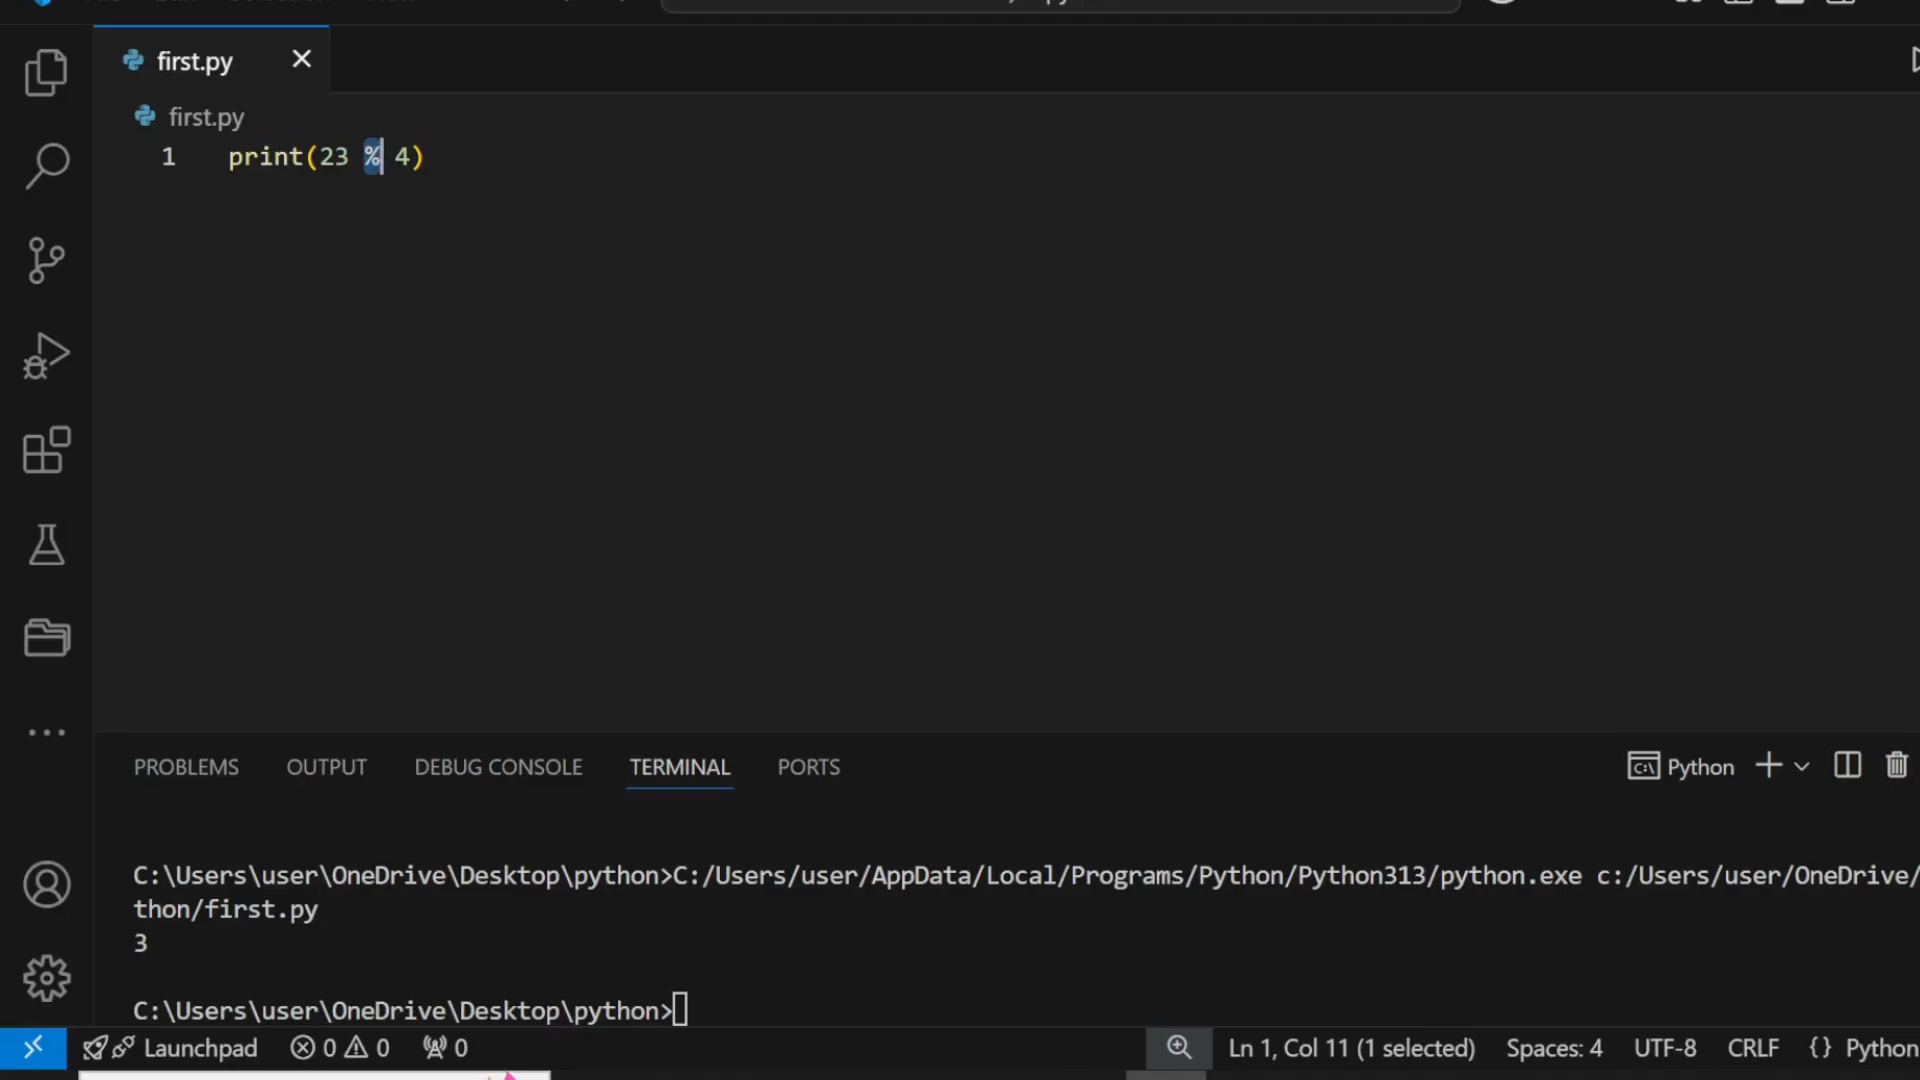 first.py
first.py
1 print(23 % 4)
PROBLEMS OUTPUT DEBUG CONSOLE TERMINAL PORTS
Python
C:\Users\user\OneDrive\Desktop\python>C:/Users/user/AppData/Local/Programs/Python/Python313/python.exe c:/Users/user/OneDrive/
thon/first.py
3
C:\Users\user\OneDrive\Desktop\python>
Launchpad 0 0 0 Ln 1, Col 11 (1 selected) Spaces: 4 UTF-8 CRLF {} Python